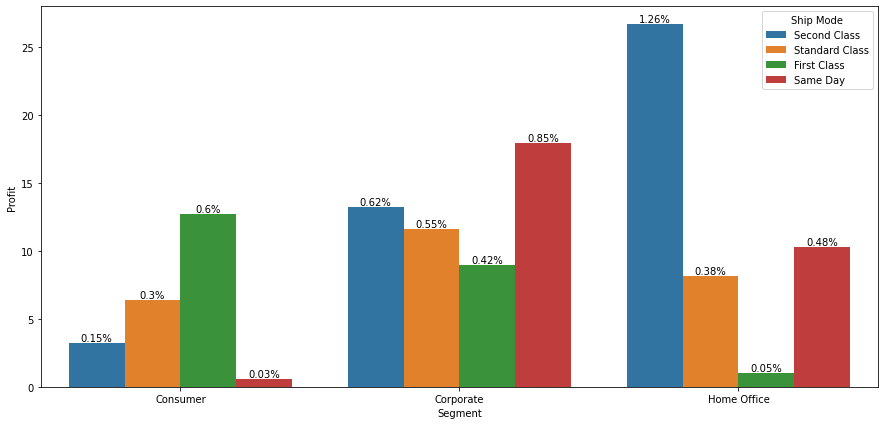 1.26%
Ship Mode
Second Class
Standard Class
First Class
Same Day
25
20
0.85%
Profit
15
0.62%
0.6%
0.55%
0.48%
10
0.42%
0.38%
0.3%
5
0.15%
0.03%
0.05%
0
Consumer
Corporate
Home Office
Segment